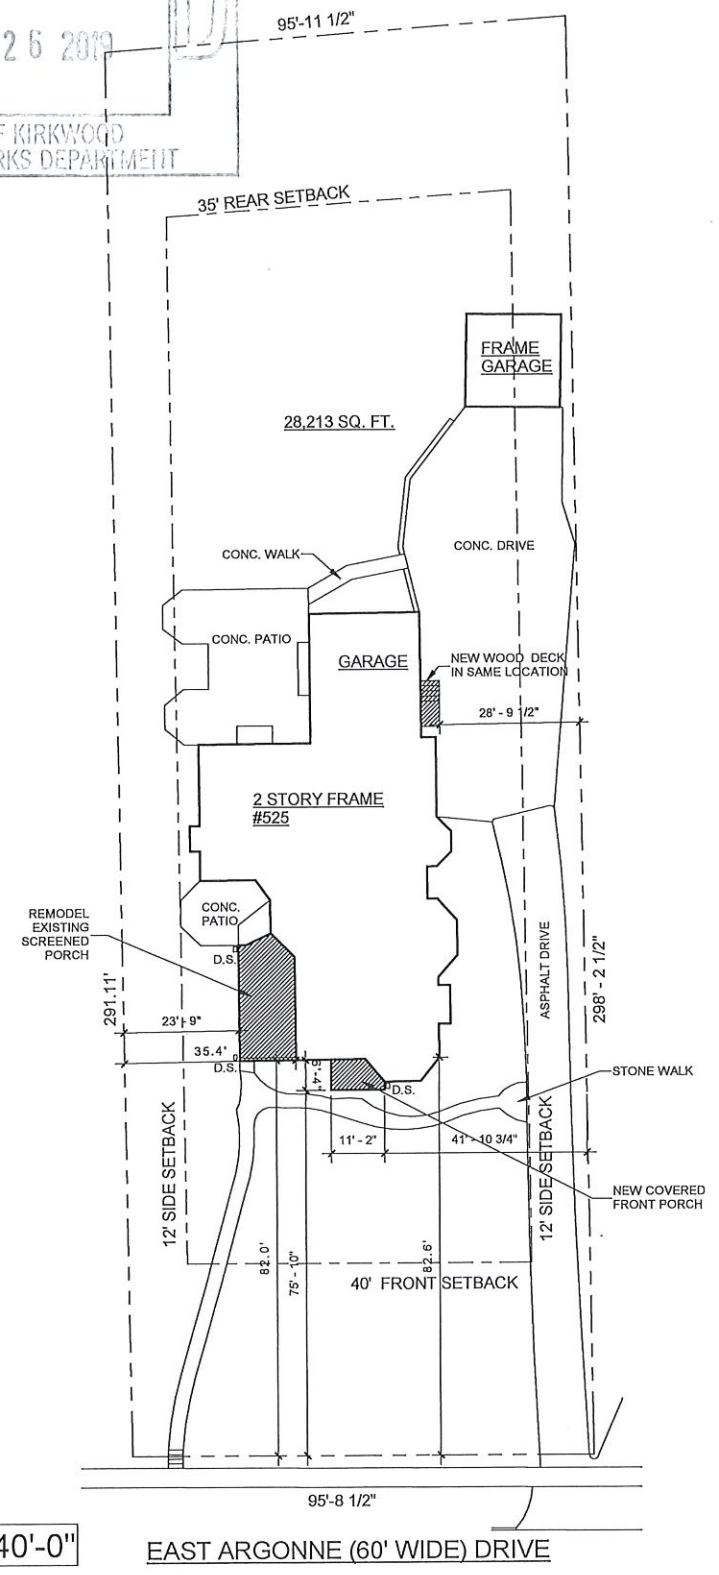 95'-11 1/2"
26 2019
F KIRKWOOD
RKS DEPARTMENT
35' REAR SETBACK
FRAME
GARAGE
28,213 SQ. FT.
CONC. WALK
CONC. DRIVE
CONC. PATIO
GARAGE
NEW WOOD DECK
IN SAME LOCATION
28' - 9 1/2"
2 STORY FRAME
#525
CONC.
PATIO
REMODEL
EXISTING
SCREENED
PORCH
D.S.
ASPHALT DRIVE
298' - 2 1/2"
291.11'
23' - 9"
35.4'
D.S.
5'-4"
D.S.
STONE WALK
11' - 2"
41' - 10 3/4"
12' SIDE SETBACK
12' SIDE SETBACK
NEW COVERED
FRONT PORCH
82.0'
75' - 10"
82.6'
40' FRONT SETBACK
95'-8 1/2"
40'-0"
EAST ARGONNE (60' WIDE) DRIVE